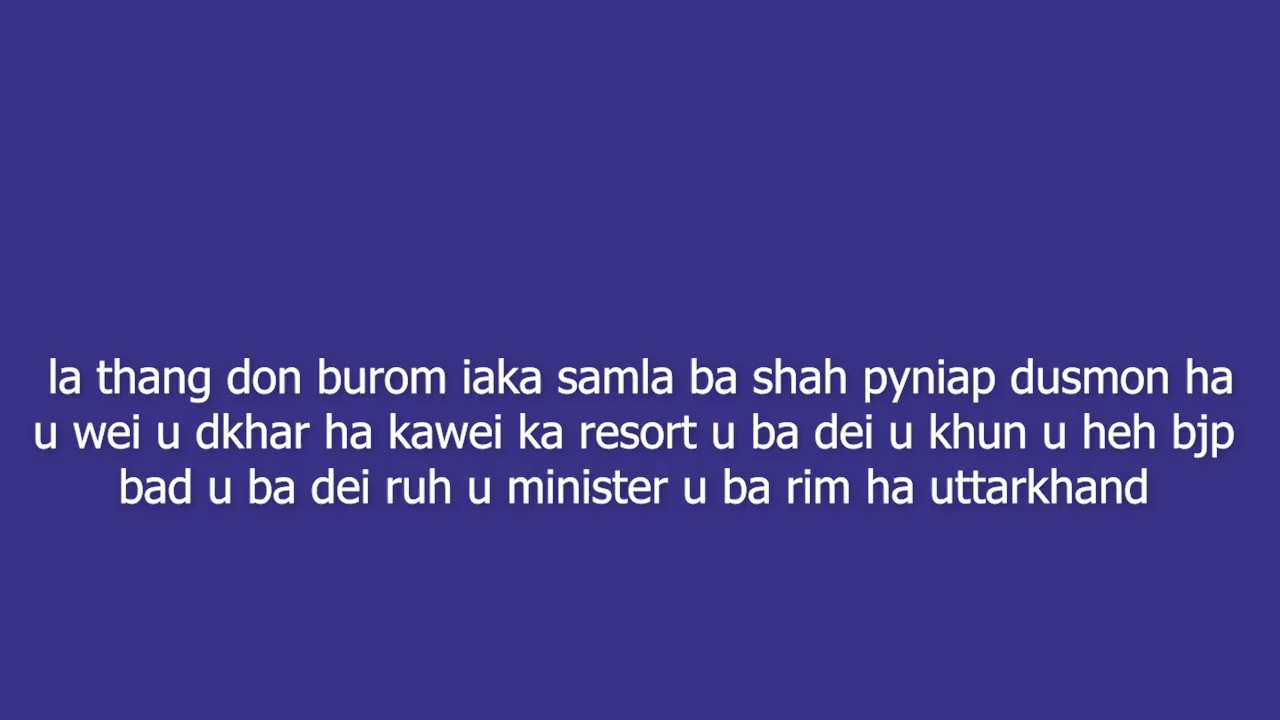 la thang don burom iaka samla ba shah pyniap dusmon ha
u wei u dkhar ha kawei ka resort u ba dei u khun u heh bjp
bad u ba dei ruh u minister u ba rim ha uttarkhand